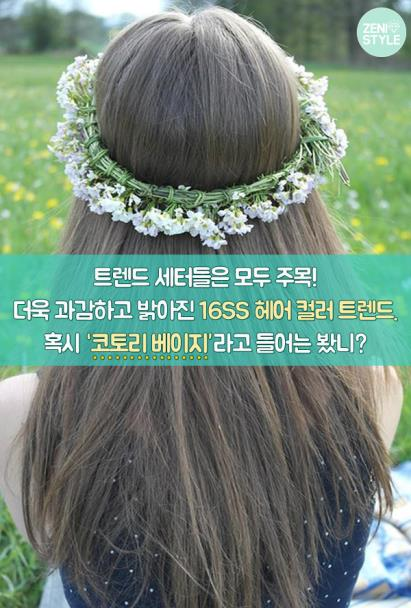 ZENI
STYLE
트렌드 세터들은 모두 주목!
더욱 과감하고 밝아진 16SS 헤어 컬러 트렌드,
혹시 '코토리 베이지'라고 들어는 봤니?